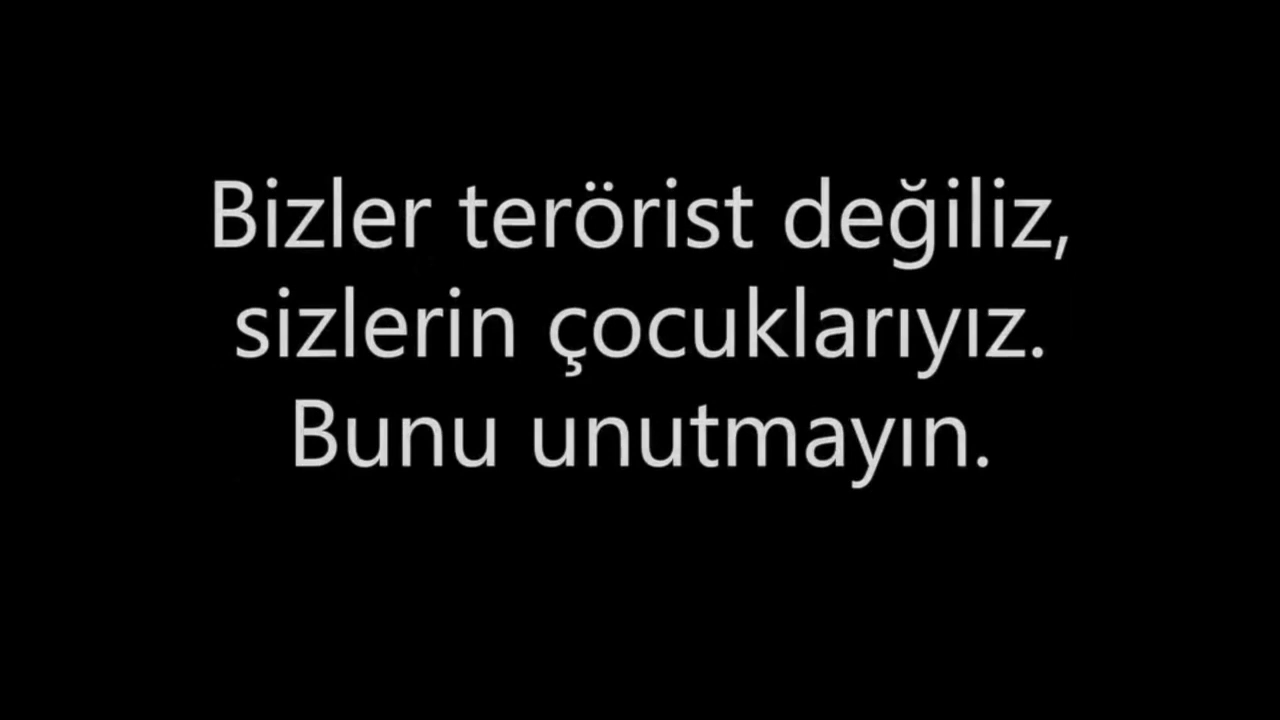 Bizler terörist değiliz,
sizlerin çocuklarıyız.
Bunu unutmayın.